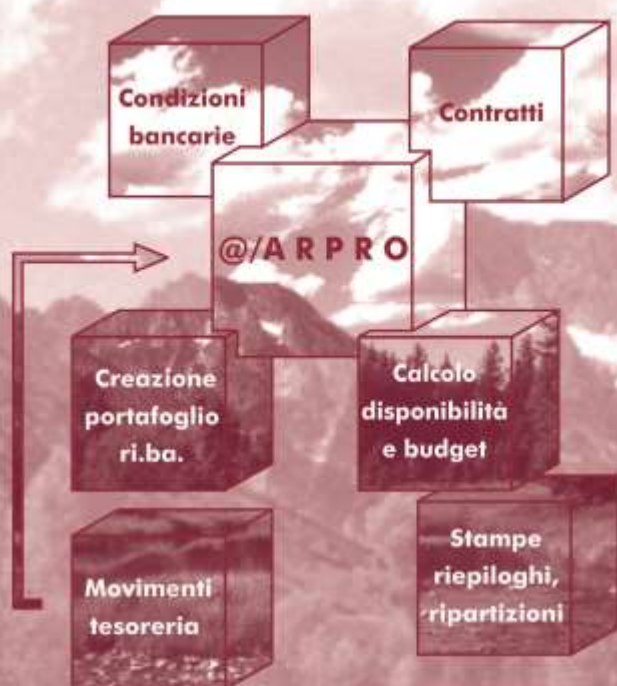 Condizioni
bancarie
Contratti
@/ARPRO
Creazione
portafoglio
ri.ba.
Calcolo
disponibilità
e budget
Movimenti
tesoreria
Stampe
riepiloghi,
ripartizioni